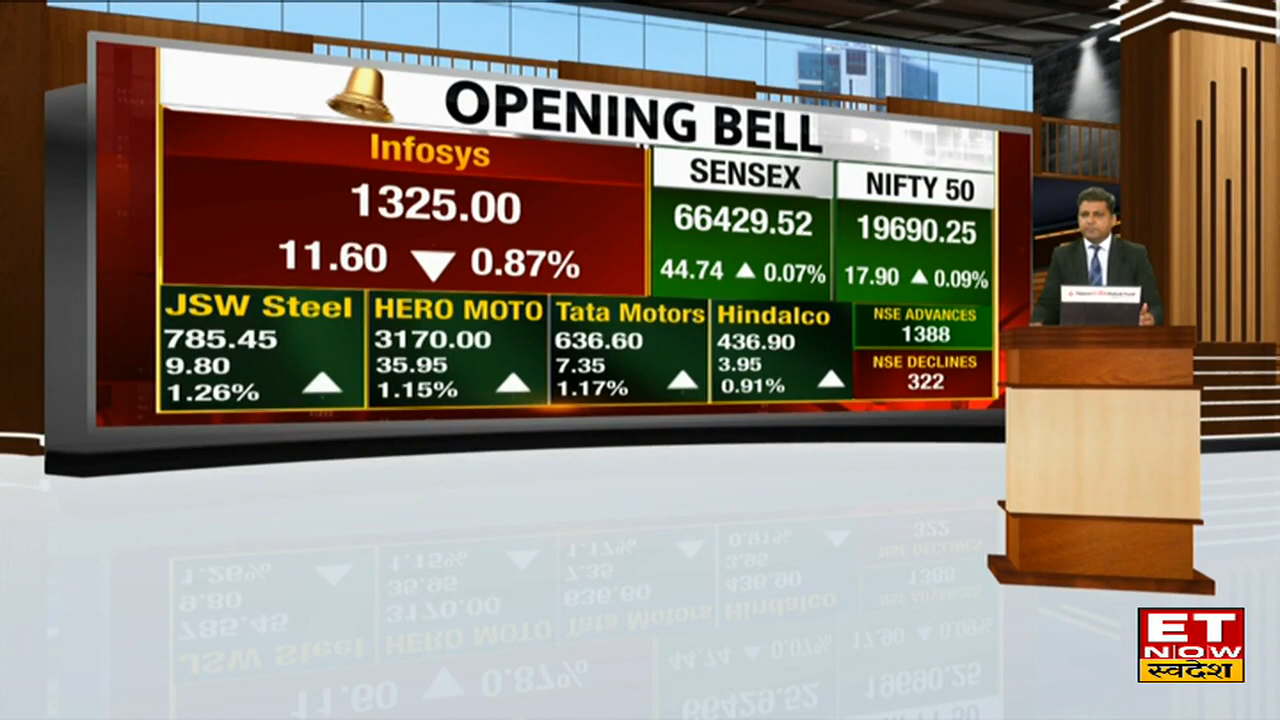 OPENING BELL
Infosys
1325.00
11.60 ▼ 0.87%
SENSEX
66429.52
44.74 ▲ 0.07%
NIFTY 50
19690.25
17.90 ▲ 0.09%
JSW Steel
785.45
9.80
1.26% ▲
HERO MOTO
3170.00
35.95
1.15% ▲
Tata Motors
636.60
7.35
1.17% ▲
Hindalco
436.90
3.95
0.91% ▲
NSE ADVANCES
1388
NSE DECLINES
322
ET
NOW
स्वदेश